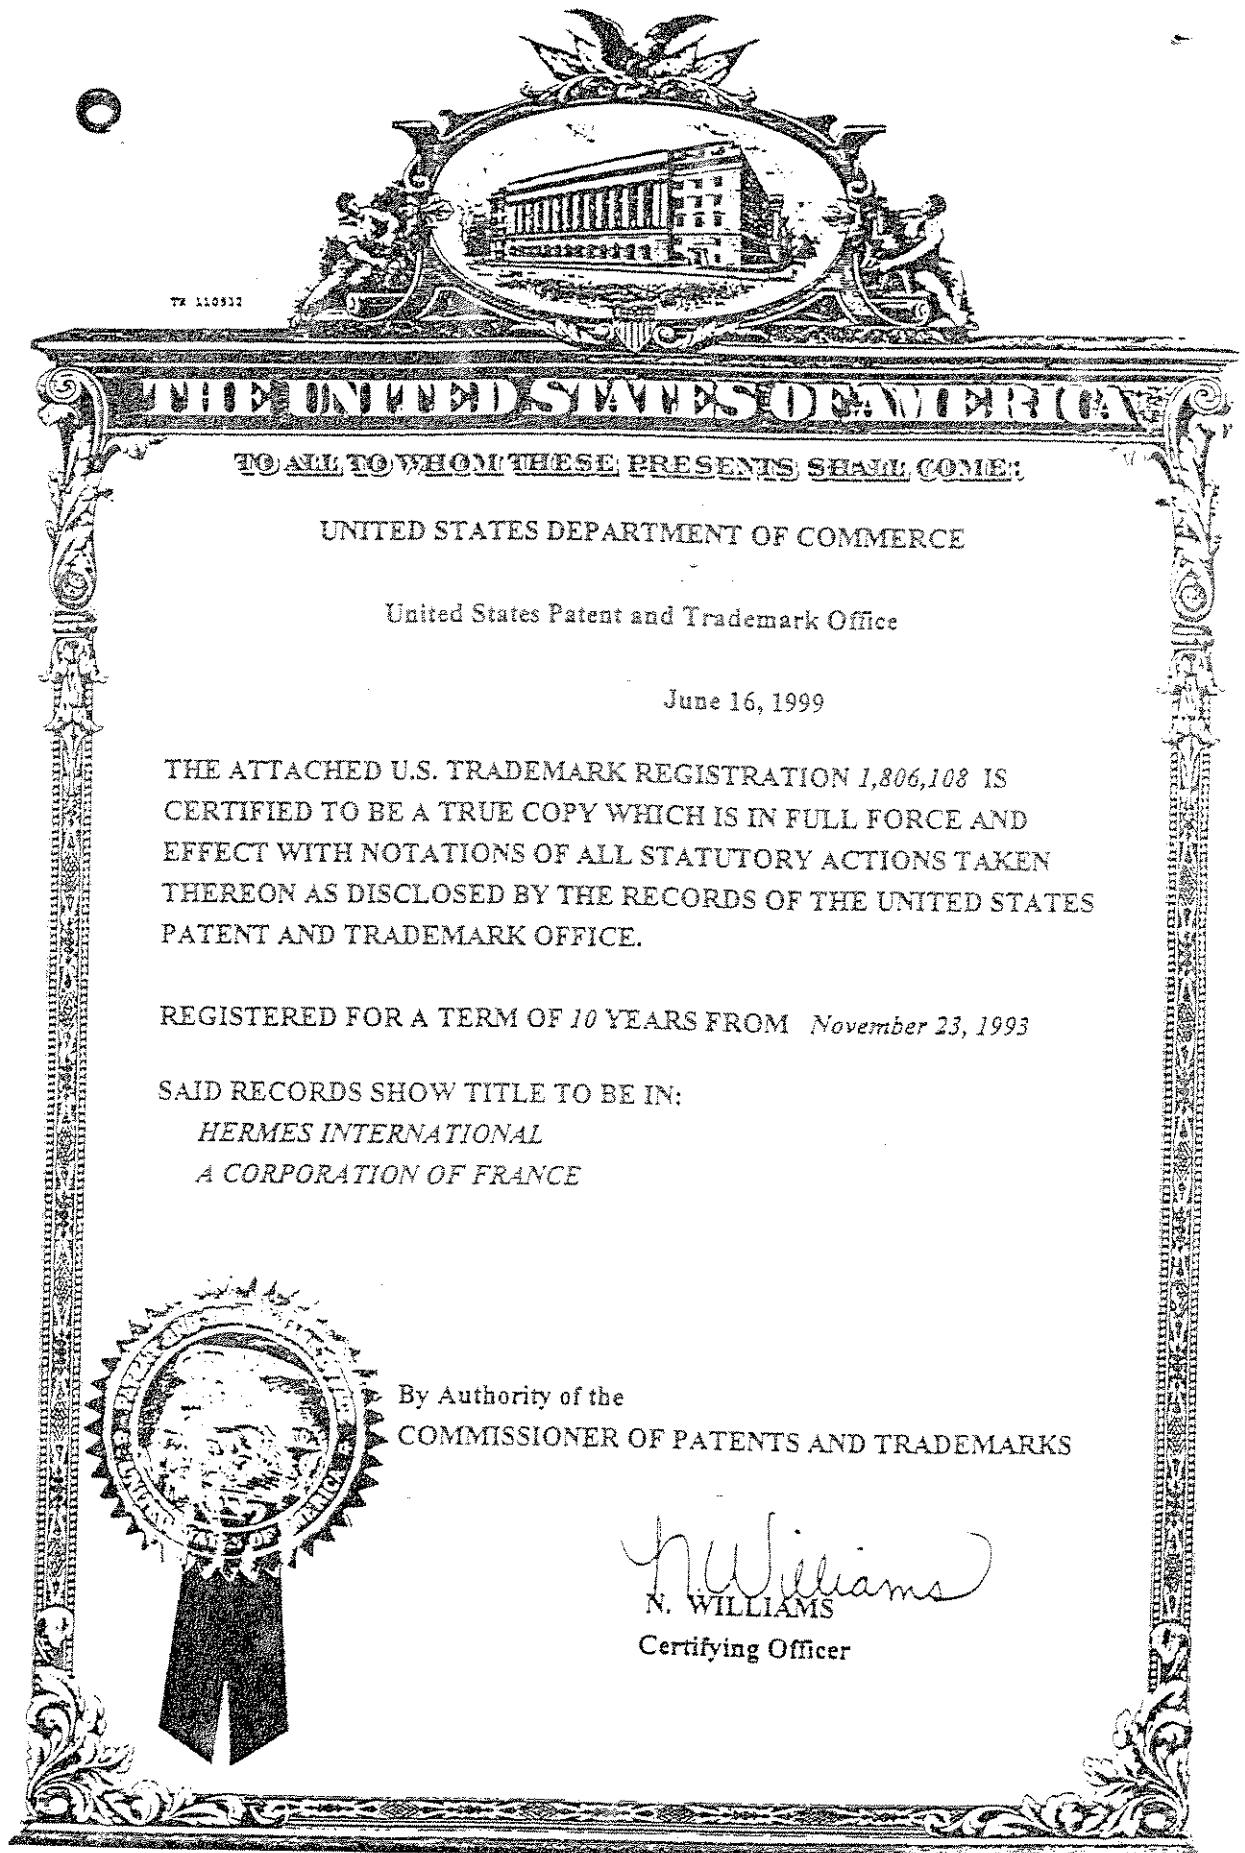 THE UNITED STATES OF AMERICA
TO ALL TO WHOM THESE PRESENTS SHALL COME:
UNITED STATES DEPARTMENT OF COMMERCE
United States Patent and Trademark Office
June 16, 1999
THE ATTACHED U.S. TRADEMARK REGISTRATION 1,806,108 IS
CERTIFIED TO BE A TRUE COPY WHICH IS IN FULL FORCE AND
EFFECT WITH NOTATIONS OF ALL STATUTORY ACTIONS TAKEN
THEREON AS DISCLOSED BY THE RECORDS OF THE UNITED STATES
PATENT AND TRADEMARK OFFICE.
REGISTERED FOR A TERM OF 10 YEARS FROM November 23, 1993
SAID RECORDS SHOW TITLE TO BE IN:
HERMES INTERNATIONAL
A CORPORATION OF FRANCE
By Authority of the
COMMISSIONER OF PATENTS AND TRADEMARKS
N. Williams
N. WILLIAMS
Certifying Officer